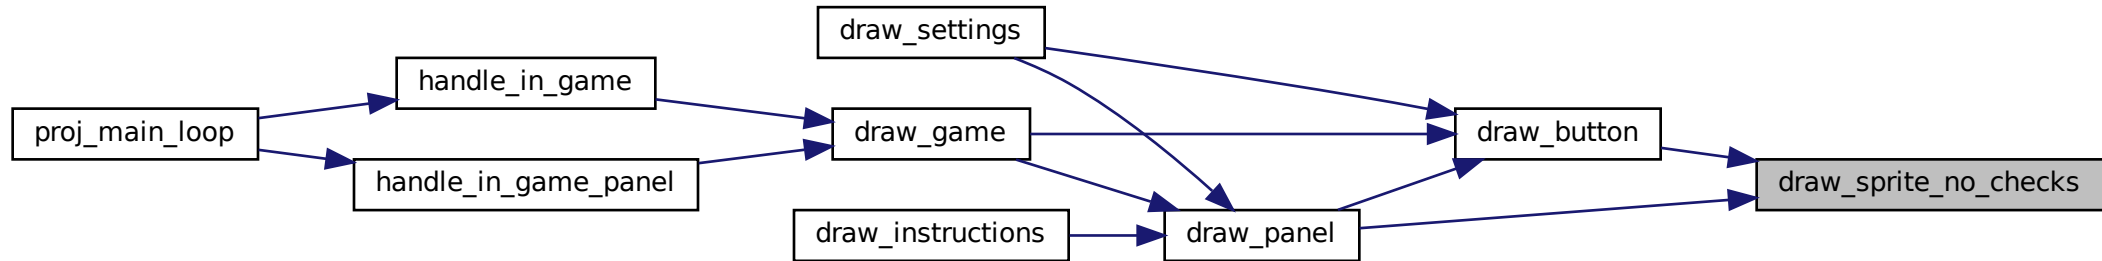 draw_settings
handle_in_game
proj_main_loop
draw_game
draw_button
handle_in_game_panel
draw_sprite_no_checks
draw_instructions
draw_panel